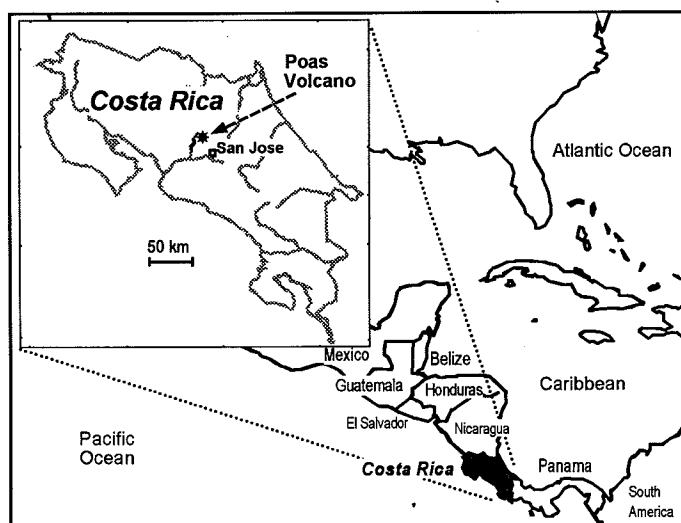 Poas
Volcano
Costa Rica
San Jose
50 km
Atlantic Ocean
Mexico
Belize
Guatemala
Honduras
Caribbean
El Salvador
Nicaragua
Pacific
Ocean
Costa Rica
Panama
South
America